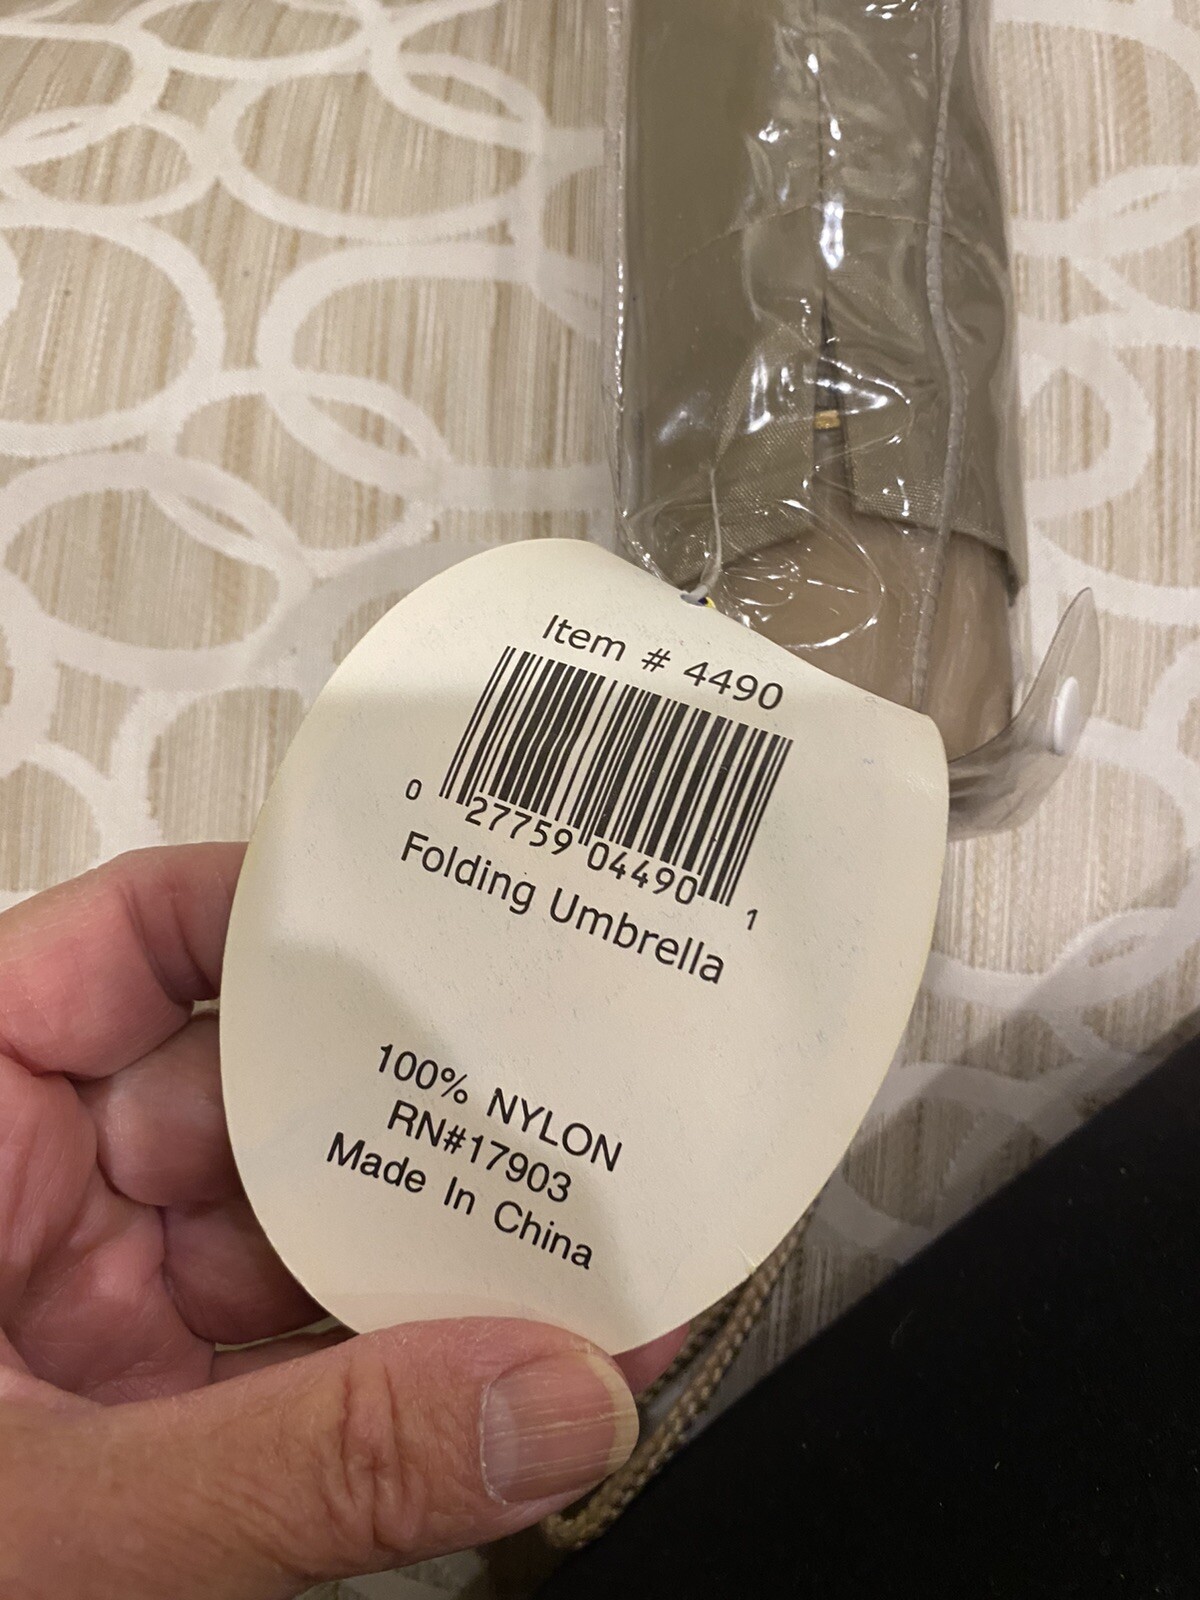 Item # 4490
0 27759 04490 1
Folding Umbrella
100% NYLON
RN#17903
Made In China